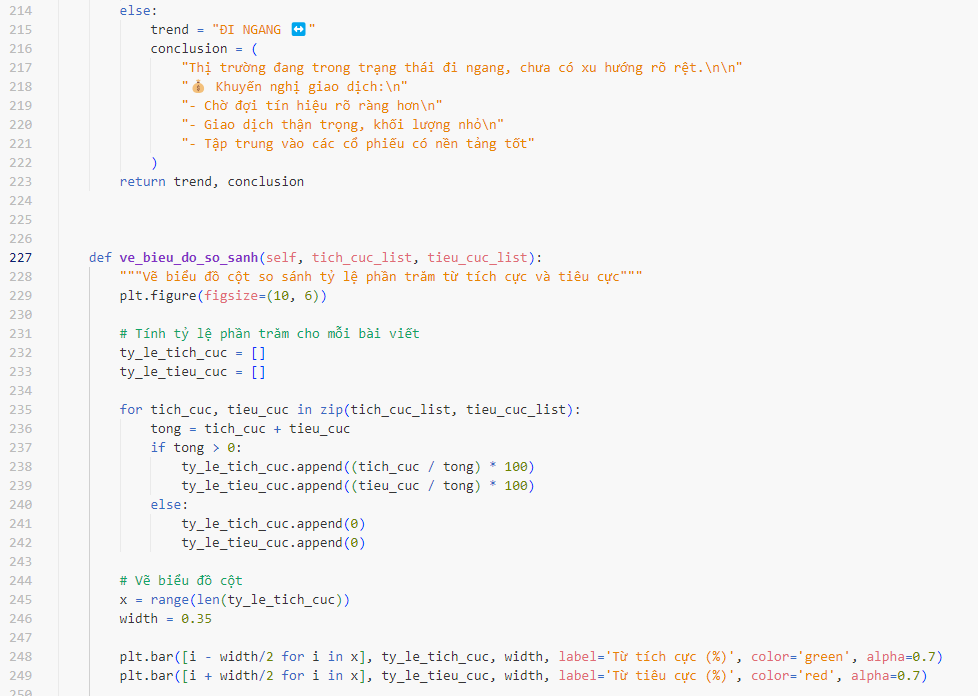 214 else:
215 trend = "ĐI NGANG ↔️"
216 conclusion = (
217 "Thị trường đang trong trạng thái đi ngang, chưa có xu hướng rõ rệt.\n\n"
218 "💰 Khuyến nghị giao dịch:\n"
219 "- Chờ đợi tín hiệu rõ ràng hơn\n"
220 "- Giao dịch thận trọng, khối lượng nhỏ\n"
221 "- Tập trung vào các cổ phiếu có nền tảng tốt"
222 )
223 return trend, conclusion
224
225
226
227 def ve_bieu_do_so_sanh(self, tich_cuc_list, tieu_cuc_list):
228 """Vẽ biểu đồ cột so sánh tỷ lệ phần trăm từ tích cực và tiêu cực"""
229 plt.figure(figsize=(10, 6))
230
231 # Tính tỷ lệ phần trăm cho mỗi bài viết
232 ty_le_tich_cuc = []
233 ty_le_tieu_cuc = []
234
235 for tich_cuc, tieu_cuc in zip(tich_cuc_list, tieu_cuc_list):
236 tong = tich_cuc + tieu_cuc
237 if tong > 0:
238 ty_le_tich_cuc.append((tich_cuc / tong) * 100)
239 ty_le_tieu_cuc.append((tieu_cuc / tong) * 100)
240 else:
241 ty_le_tich_cuc.append(0)
242 ty_le_tieu_cuc.append(0)
243
244 # Vẽ biểu đồ cột
245 x = range(len(ty_le_tich_cuc))
246 width = 0.35
247
248 plt.bar([i - width/2 for i in x], ty_le_tich_cuc, width, label='Từ tích cực (%)', color='green', alpha=0.7)
249 plt.bar([i + width/2 for i in x], ty_le_tieu_cuc, width, label='Từ tiêu cực (%)', color='red', alpha=0.7)
250